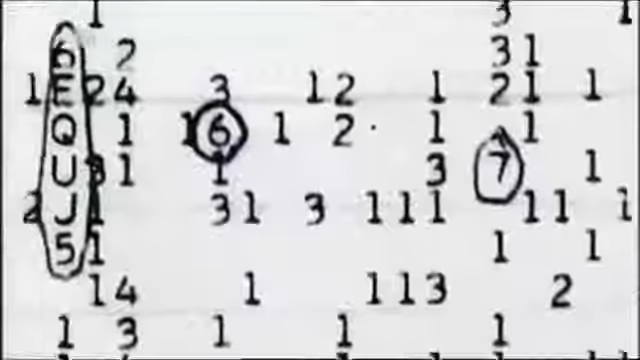 1 3 1
6 2 31
1E24 3 12 1 21 1
Q 1 16 1 2 1 1
U31 1 3 7 1
2J1 31 3 111 11 1
51 1 1
14 1 113 2
1 3 1 1 1